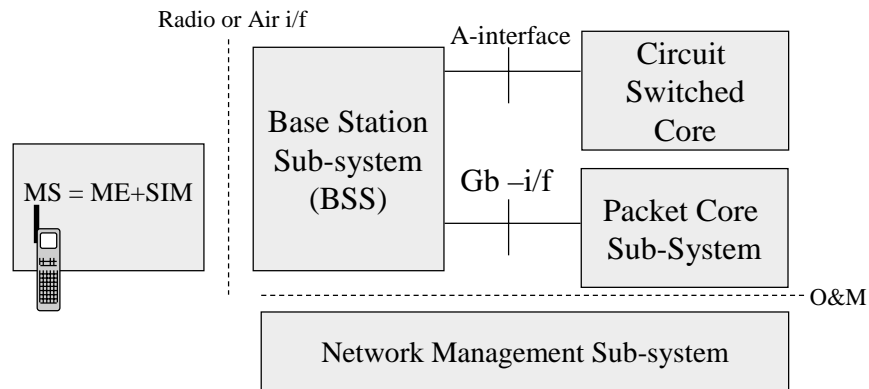 Radio or Air i/f
A-interface
Circuit
Switched
Core
Base Station
Sub-system
(BSS)
MS = ME+SIM
Gb –i/f
Packet Core
Sub-System
O&M
Network Management Sub-system